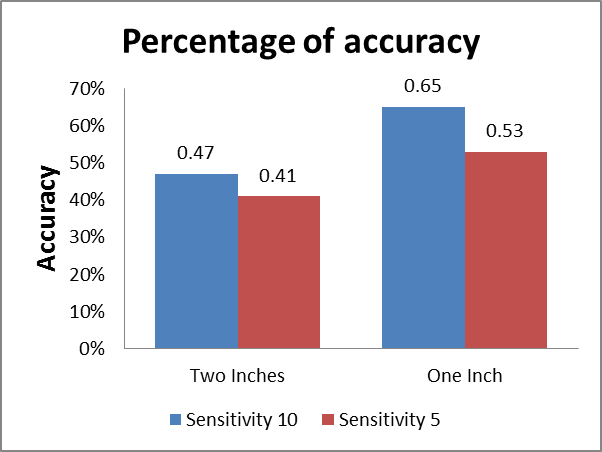 Percentage of accuracy
Accuracy
70%
60%
50%
40%
30%
20%
10%
0%
0.47
0.41
0.65
0.53
Two Inches
One Inch
Sensitivity 10
Sensitivity 5